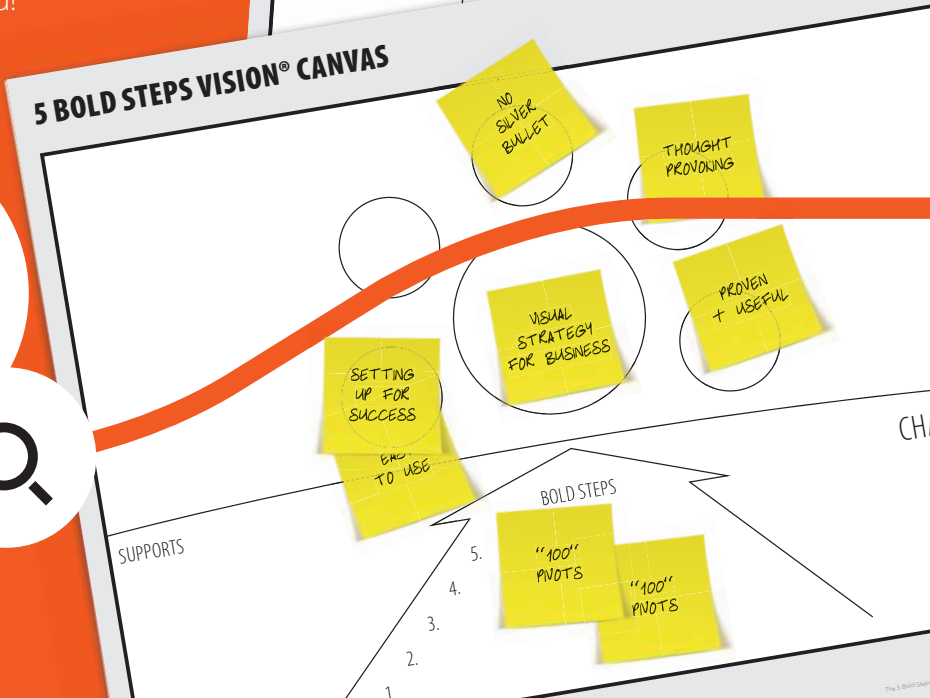 5 BOLD STEPS VISION® CANVAS
NO
SILVER
BULLET
THOUGHT
PROVOKING
PROVEN
+ USEFUL
VISUAL
STRATEGY
FOR BUSINESS
SETTING
UP FOR
SUCCESS
TO USE
BOLD STEPS
SUPPORTS
5.
4.
3.
2.
1.
"100"
PIVOTS
"100"
PIVOTS